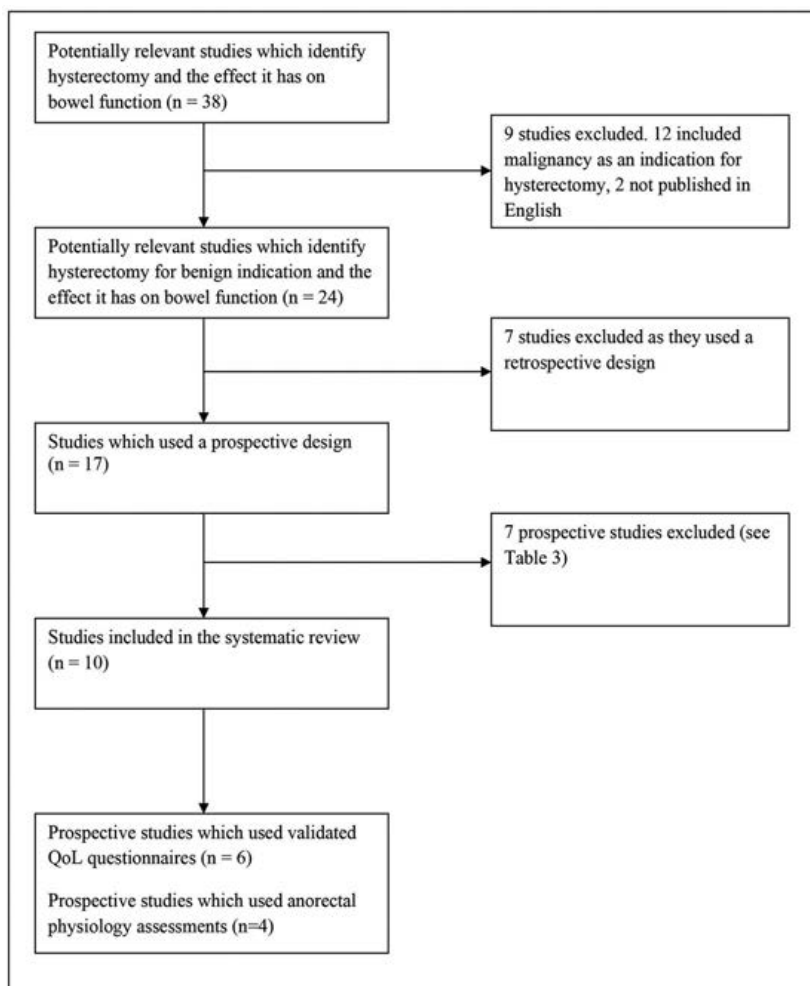 Potentially relevant studies which identify
hysterectomy and the effect it has on
bowel function (n = 38)
9 studies excluded. 12 included
malignancy as an indication for
hysterectomy, 2 not published in
English
Potentially relevant studies which identify
hysterectomy for benign indication and the
effect it has on bowel function (n = 24)
7 studies excluded as they used a
retrospective design
Studies which used a prospective design
(n = 17)
7 prospective studies excluded (see
Table 3)
Studies included in the systematic review
(n = 10)
Prospective studies which used validated
QoL questionnaires (n = 6)
Prospective studies which used anorectal
physiology assessments (n=4)